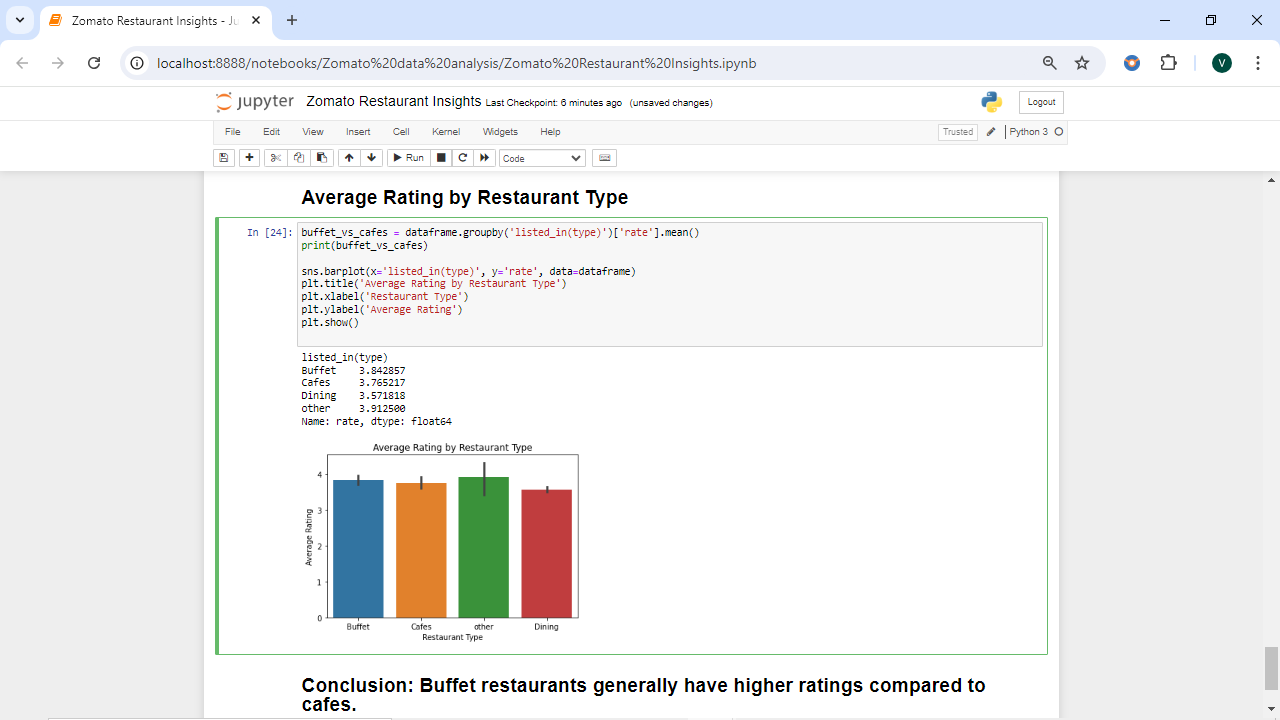 Zomato Restaurant Insights - Ju
localhost:8888/notebooks/Zomato%20data%20analysis/Zomato%20Restaurant%20Insights.ipynb
V
jupyter Zomato Restaurant Insights Last Checkpoint: 6 minutes ago (unsaved changes)
Logout
File Edit View Insert Cell Kernel Widgets Help
Trusted Python 3
Run Code
Average Rating by Restaurant Type
In [24]: buffet_vs_cafes = dataframe.groupby('listed_in(type)')['rate'].mean()
print(buffet_vs_cafes)
sns.barplot(x='listed_in(type)', y='rate', data=dataframe)
plt.title('Average Rating by Restaurant Type')
plt.xlabel('Restaurant Type')
plt.ylabel('Average Rating')
plt.show()
listed_in(type)
Buffet 3.842857
Cafes 3.765217
Dining 3.571818
other 3.912500
Name: rate, dtype: float64
Average Rating by Restaurant Type
4
3
2
1
0
Average Rating
Buffet Cafes other Dining
Restaurant Type
Conclusion: Buffet restaurants generally have higher ratings compared to
cafes.